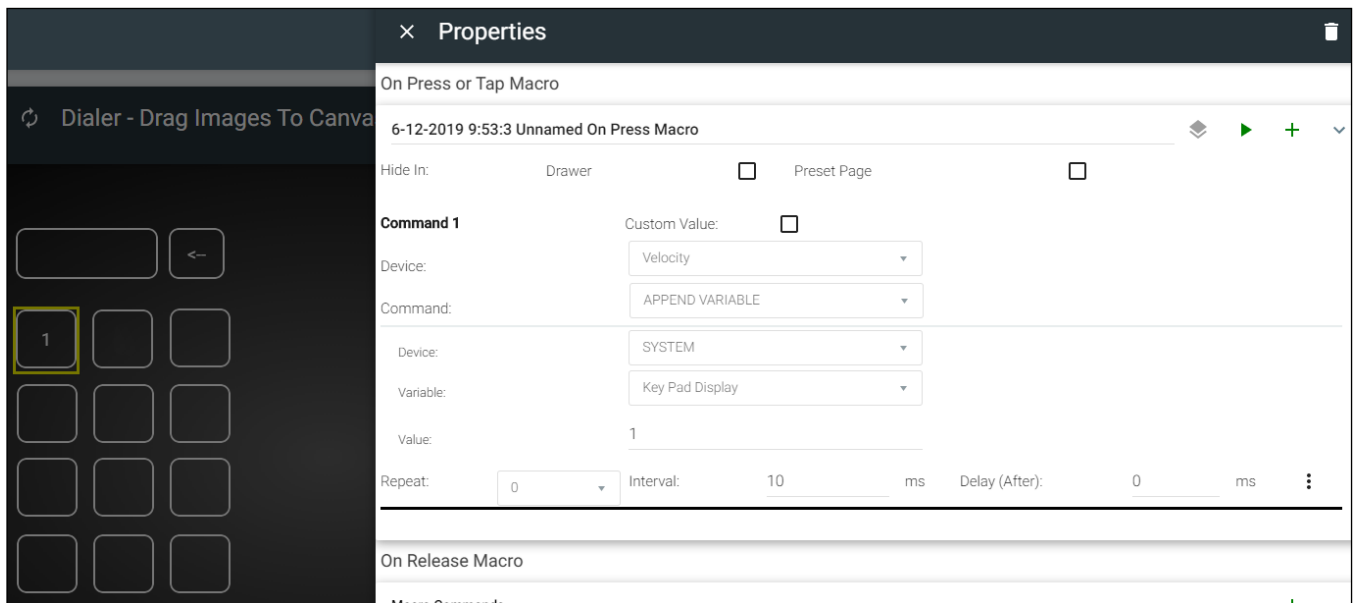 Properties
On Press or Tap Macro
Dialer - Drag Images To Canva
6-12-2019 9:53:3 Unnamed On Press Macro
Hide In: Drawer Preset Page
Command 1 Custom Value:
<--
Device: Velocity
Command: APPEND VARIABLE
1
Device: SYSTEM
Variable: Key Pad Display
Value: 1
Repeat: 0 Interval: 10 ms Delay (After): 0 ms
On Release Macro
Macro Commands